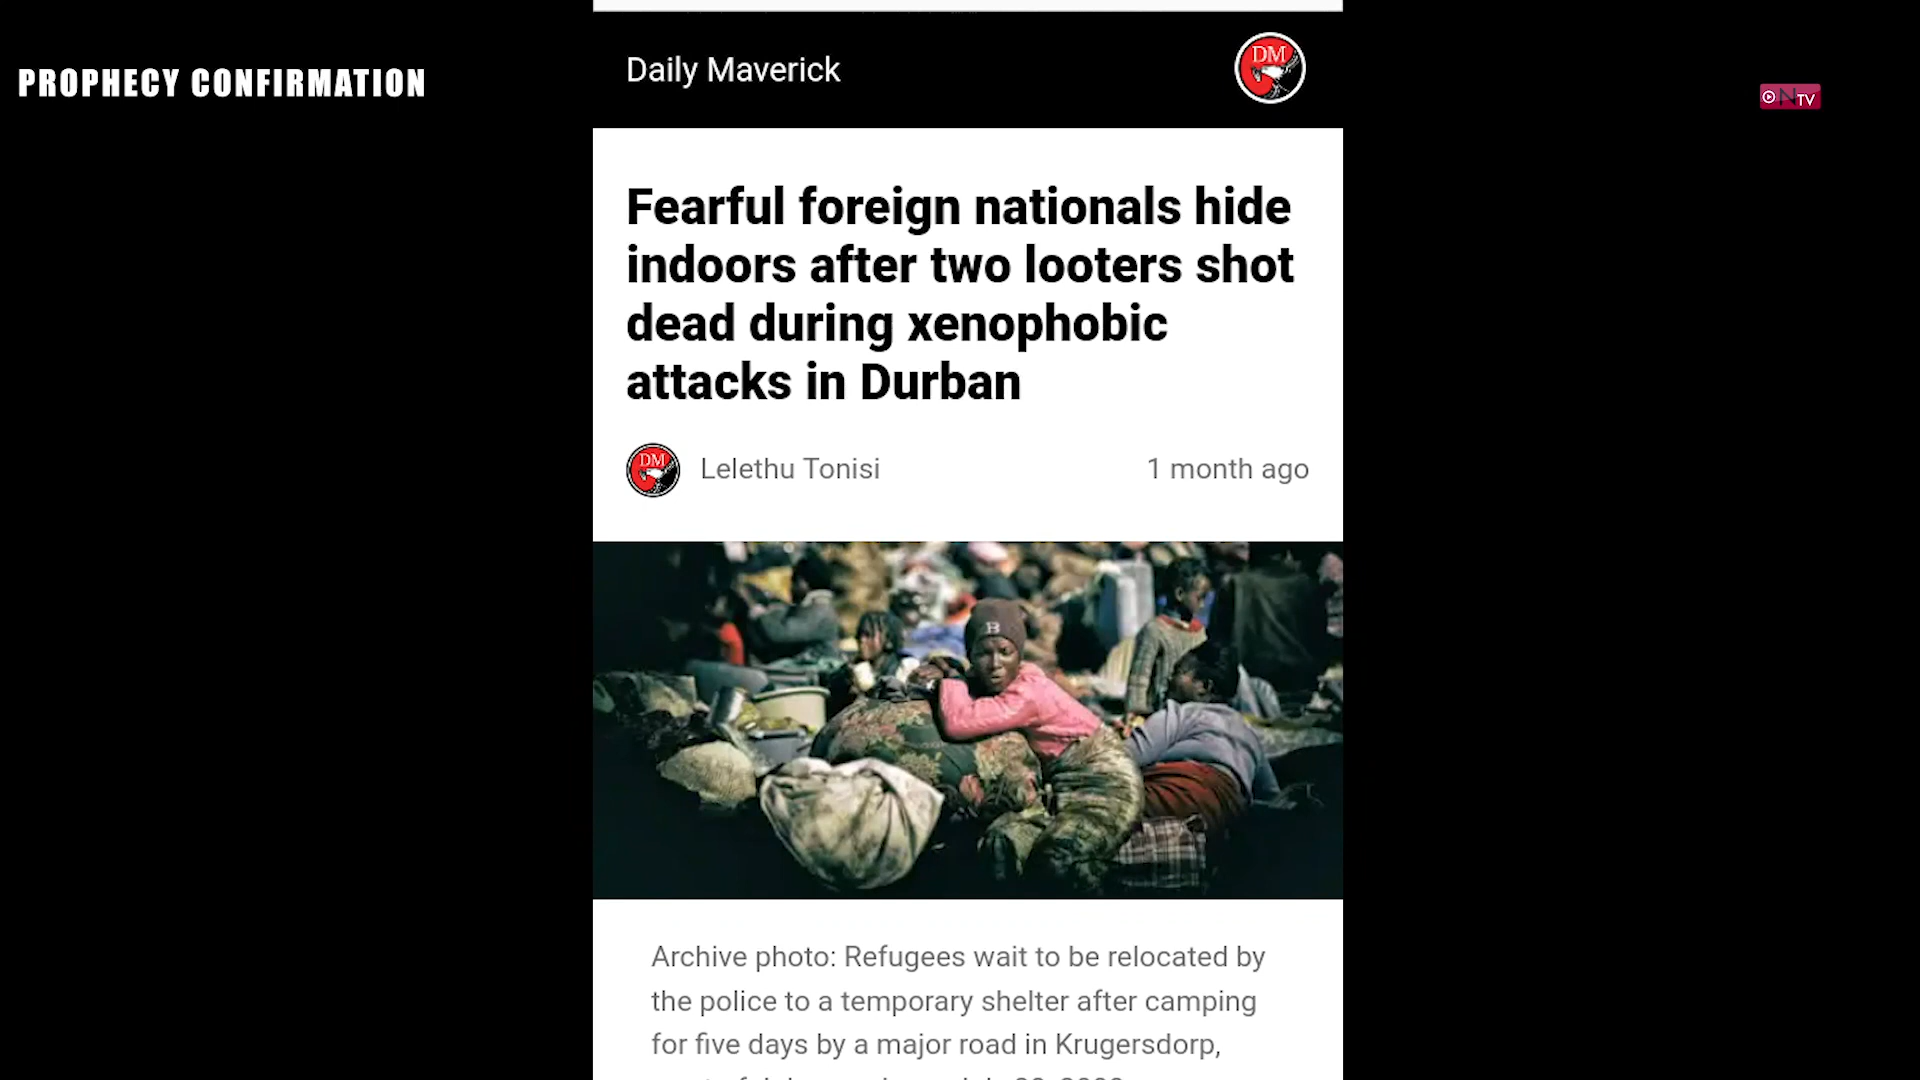 PROPHECY CONFIRMATION
Daily Maverick
DM
NTV
Fearful foreign nationals hide
indoors after two looters shot
dead during xenophobic
attacks in Durban
DM
Lelethu Tonisi
1 month ago
B
Archive photo: Refugees wait to be relocated by
the police to a temporary shelter after camping
for five days by a major road in Krugersdorp,